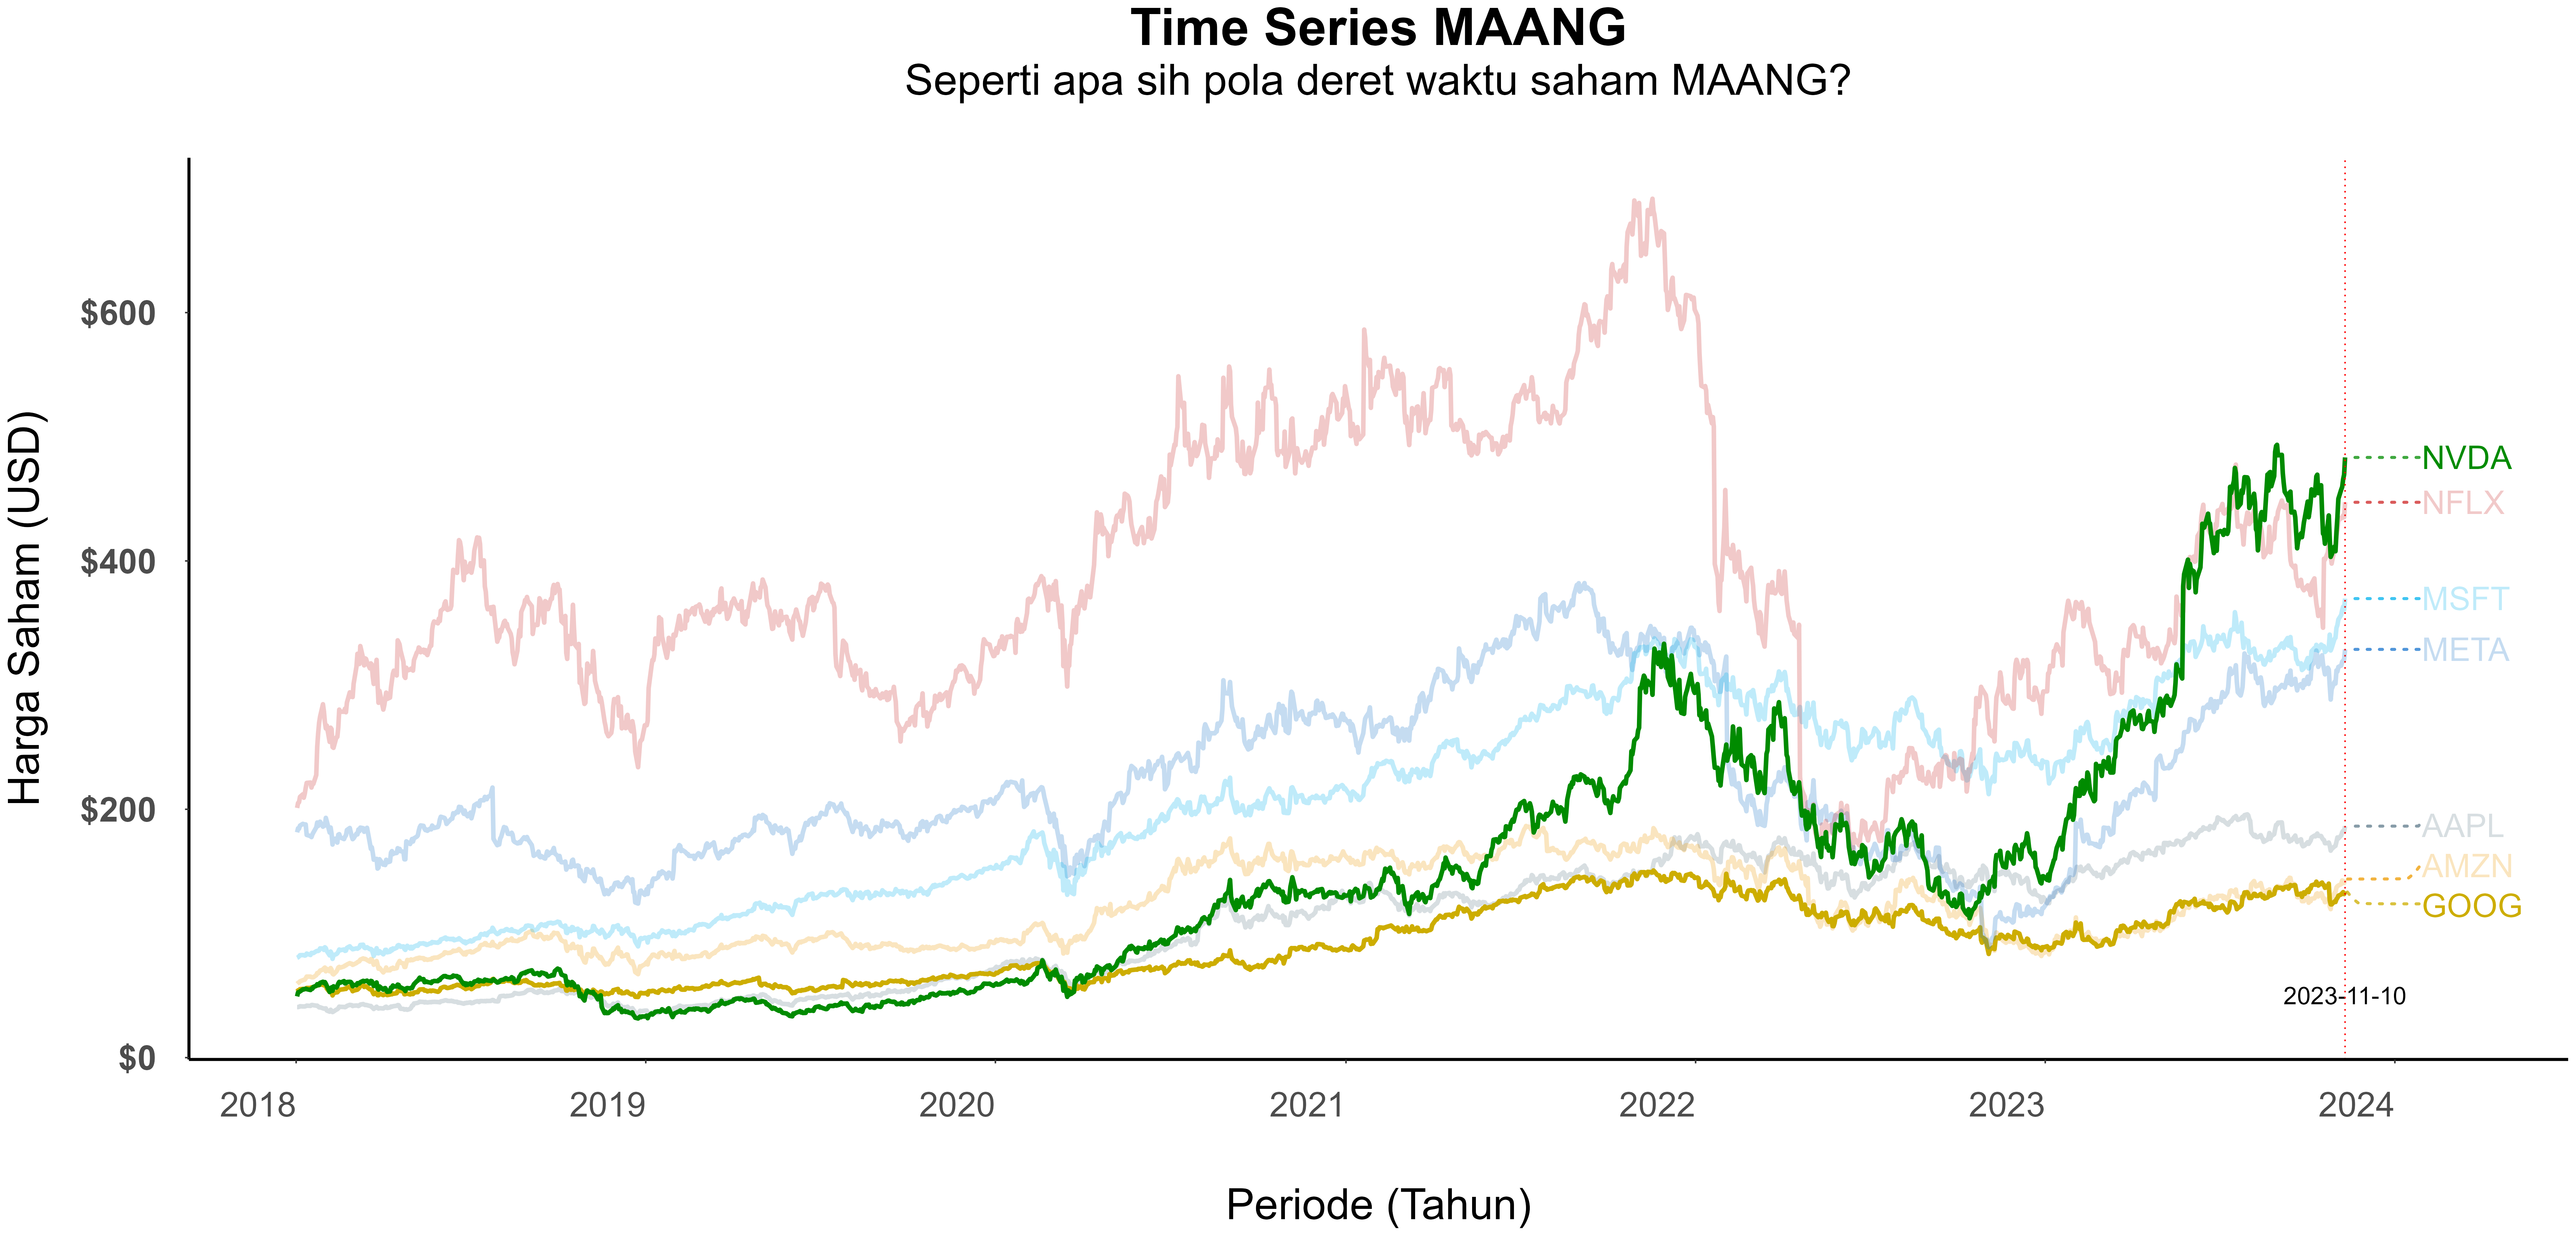 Time Series MAANG
Seperti apa sih pola deret waktu saham MAANG?
Harga Saham (USD)
$600
$400
$200
$0
NVDA
NFLX
MSFT
META
AAPL
AMZN
GOOG
2023-11-10
2018 2019 2020 2021 2022 2023 2024
Periode (Tahun)